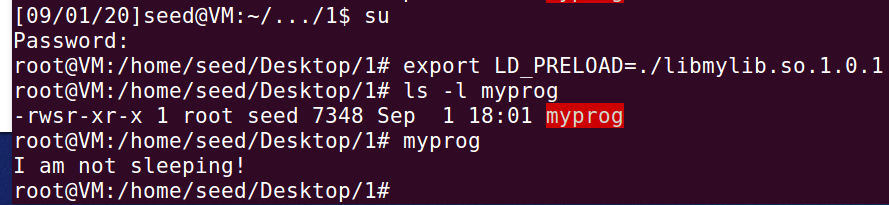 [09/01/20]seed@VM:~/.../1$ su
Password:
root@VM:/home/seed/Desktop/1# export LD_PRELOAD=./libmylib.so.1.0.1
root@VM:/home/seed/Desktop/1# ls -l myprog
-rwsr-xr-x 1 root seed 7348 Sep  1 18:01 myprog
root@VM:/home/seed/Desktop/1# myprog
I am not sleeping!
root@VM:/home/seed/Desktop/1#